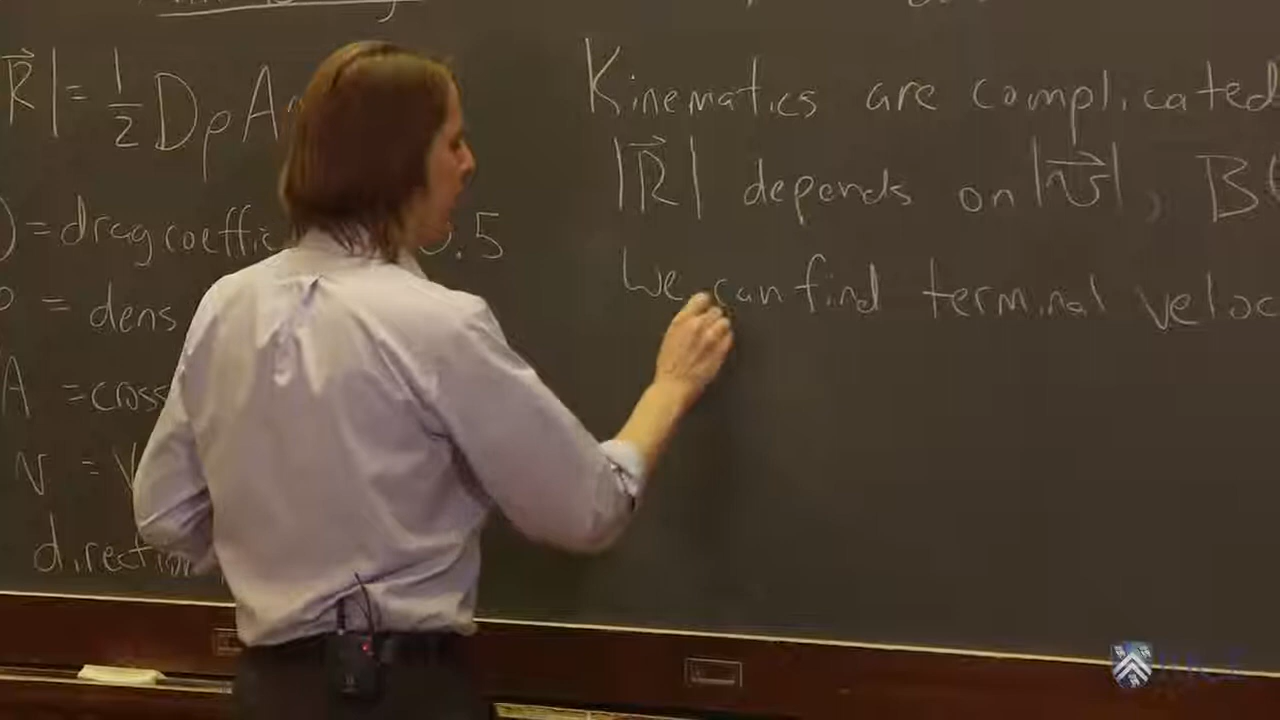 |R⃗| = 1/2 DρA
D = drag coeffic 0.5
ρ = dens
A = cross
v = v
direction
Kinematics are complicated
|R⃗| depends on |v⃗|, B
We can find terminal veloc